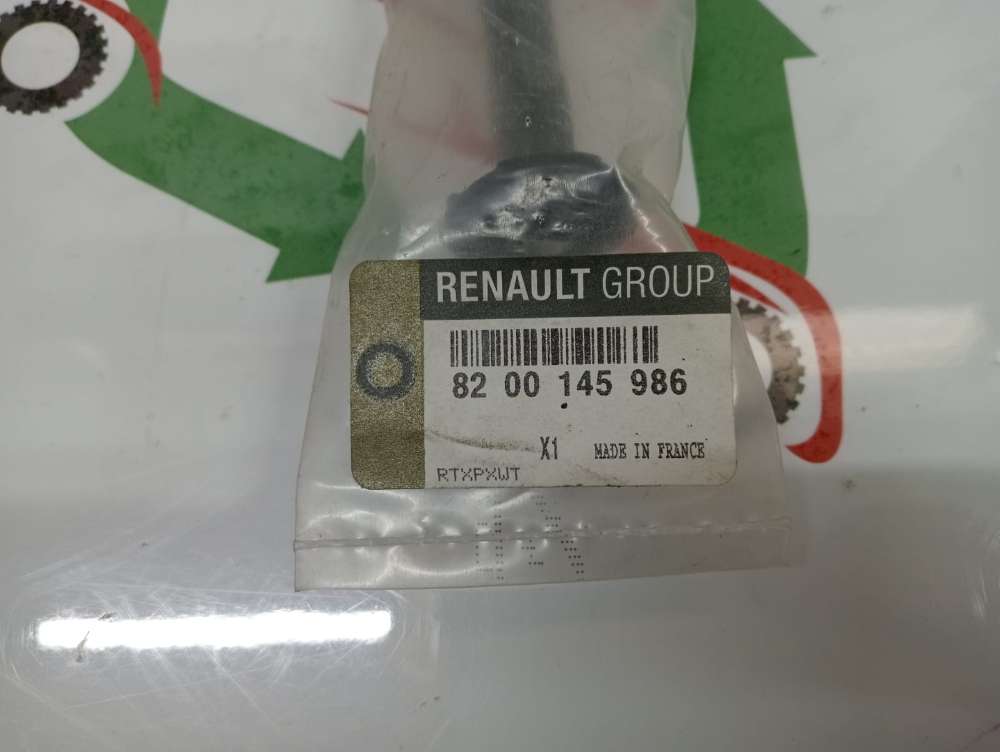 RENAULT GROUP
82 00 145 986
X1 MADE IN FRANCE
RTXPXWT